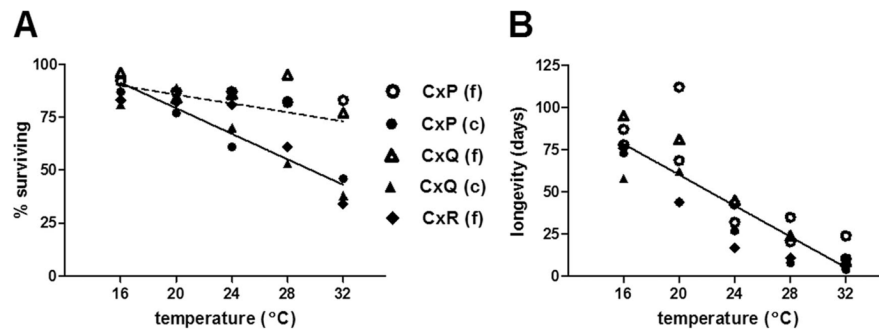 A
% surviving
100
75
50
25
0
16 20 24 28 32
temperature (°C)
CxP (f)
CxP (c)
CxQ (f)
CxQ (c)
CxR (f)
B
longevity (days)
125
100
75
50
25
0
16 20 24 28 32
temperature (°C)